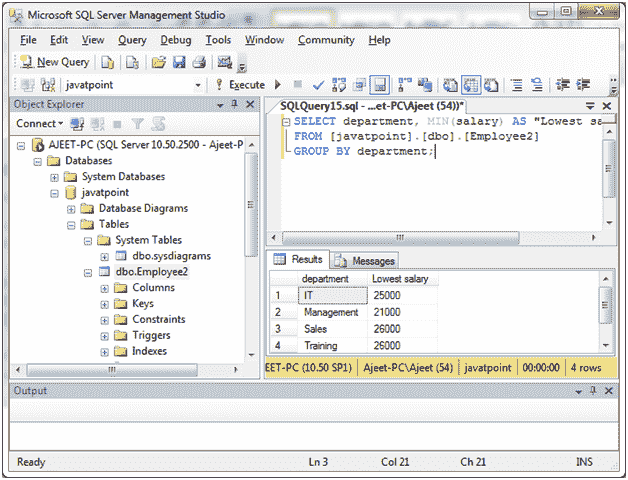 Microsoft SQL Server Management Studio
File Edit View Query Debug Tools Window Community Help
New Query
javatpoint Execute
Object Explorer
Connect
AJEET-PC (SQL Server 10.50.2500 - Ajeet-P
Databases
System Databases
javatpoint
Database Diagrams
Tables
System Tables
dbo.sysdiagrams
dbo.Employee2
Columns
Keys
Constraints
Triggers
Indexes
SQLQuery15.sql - ...et-PC\Ajeet (54))*
SELECT department, MIN(salary) AS "Lowest sa
FROM [javatpoint].[dbo].[Employee2]
GROUP BY department;
Results Messages
department Lowest salary
1 IT 25000
2 Management 21000
3 Sales 26000
4 Training 26000
EET-PC (10.50 SP1) Ajeet-PC\Ajeet (54) javatpoint 00:00:00 4 rows
Output
Ready Ln 3 Col 21 Ch 21 INS